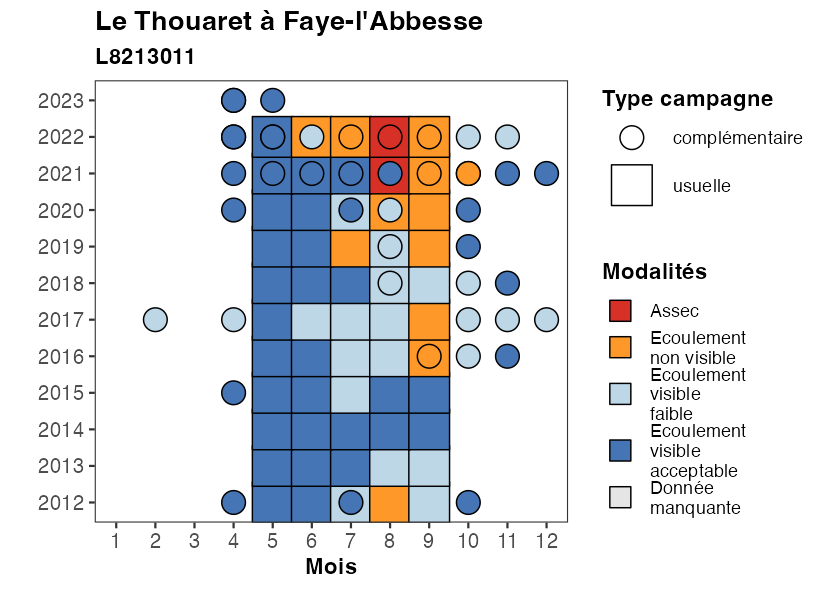 Le Thouaret à Faye-l'Abbesse
L8213011
2023
2022
2021
2020
2019
2018
2017
2016
2015
2014
2013
2012
1 2 3 4 5 6 7 8 9 10 11 12
Mois
Type campagne
complémentaire
usuelle
Modalités
Assec
Ecoulement
non visible
Ecoulement
visible
faible
Ecoulement
visible
acceptable
Donnée
manquante